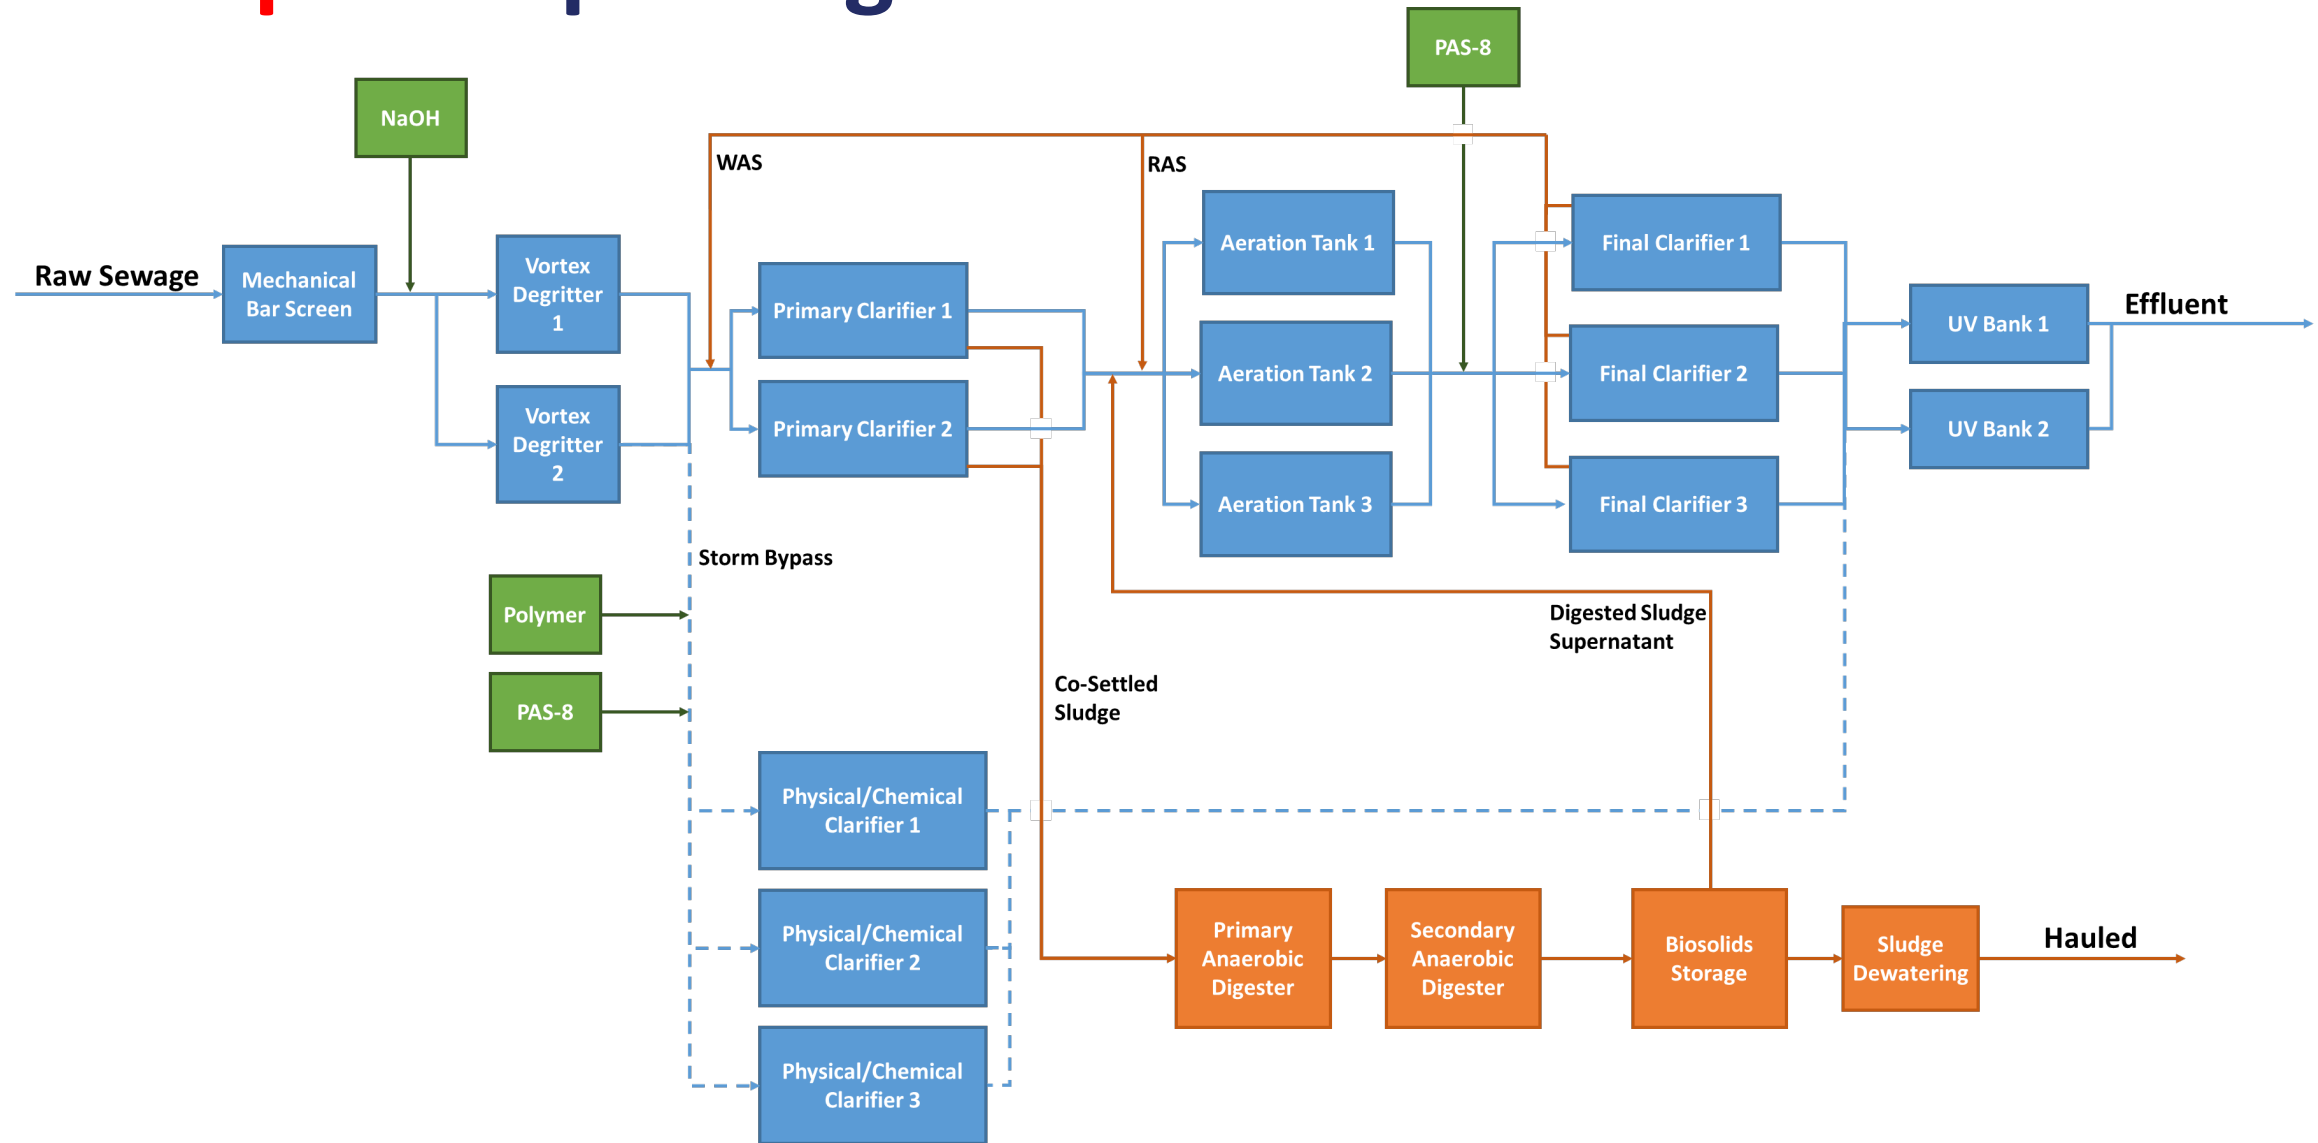 PAS-8
NaOH
WAS
RAS
Raw Sewage
Mechanical
Bar Screen
Vortex
Degritter
1
Vortex
Degritter
2
Primary Clarifier 1
Primary Clarifier 2
Aeration Tank 1
Aeration Tank 2
Aeration Tank 3
Final Clarifier 1
Final Clarifier 2
Final Clarifier 3
UV Bank 1
UV Bank 2
Effluent
Storm Bypass
Polymer
PAS-8
Digested Sludge
Supernatant
Co-Settled
Sludge
Physical/Chemical
Clarifier 1
Physical/Chemical
Clarifier 2
Physical/Chemical
Clarifier 3
Primary
Anaerobic
Digester
Secondary
Anaerobic
Digester
Biosolids
Storage
Sludge
Dewatering
Hauled